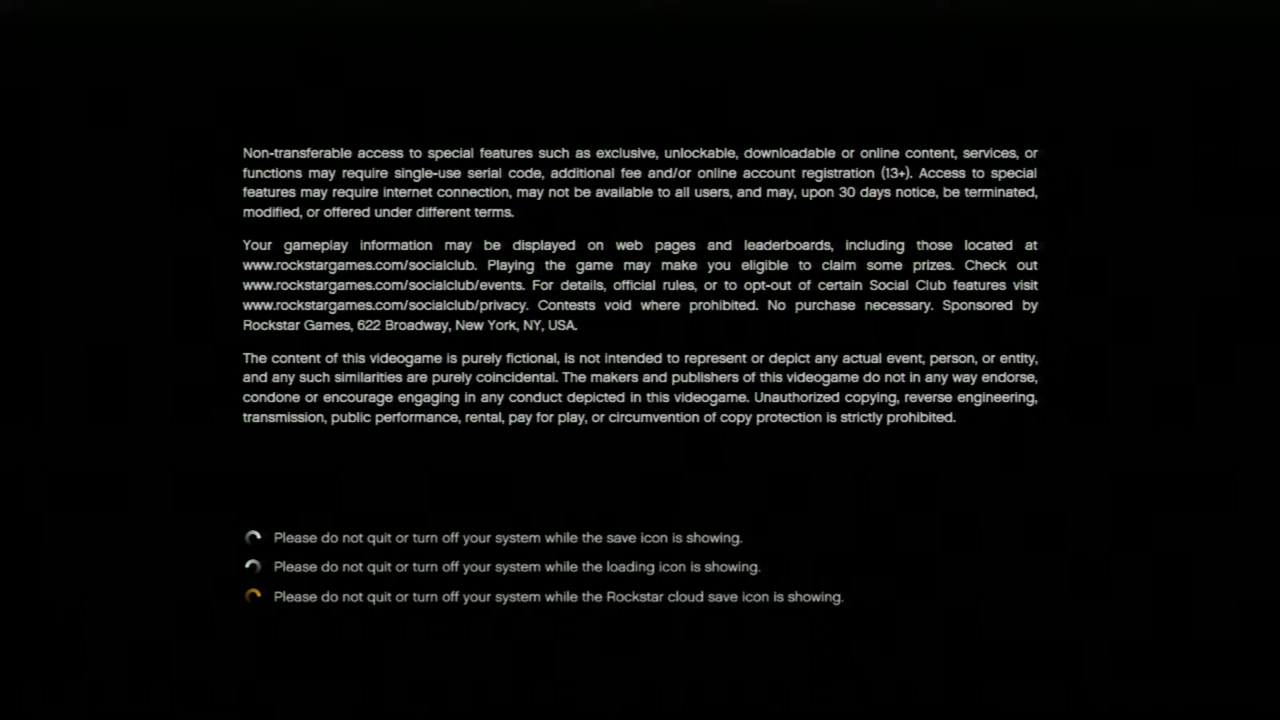 Non-transferable access to special features such as exclusive, unlockable, downloadable or online content, services, or
functions may require single-use serial code, additional fee and/or online account registration (13+). Access to special
features may require internet connection, may not be available to all users, and may, upon 30 days notice, be terminated,
modified, or offered under different terms.
Your gameplay information may be displayed on web pages and leaderboards, including those located at
www.rockstargames.com/socialclub. Playing the game may make you eligible to claim some prizes. Check out
www.rockstargames.com/socialclub/events. For details, official rules, or to opt-out of certain Social Club features visit
www.rockstargames.com/socialclub/privacy. Contests void where prohibited. No purchase necessary. Sponsored by
Rockstar Games, 622 Broadway, New York, NY, USA.
The content of this videogame is purely fictional, is not intended to represent or depict any actual event, person, or entity,
and any such similarities are purely coincidental. The makers and publishers of this videogame do not in any way endorse,
condone or encourage engaging in any conduct depicted in this videogame. Unauthorized copying, reverse engineering,
transmission, public performance, rental, pay for play, or circumvention of copy protection is strictly prohibited.
Please do not quit or turn off your system while the save icon is showing.
Please do not quit or turn off your system while the loading icon is showing.
Please do not quit or turn off your system while the Rockstar cloud save icon is showing.